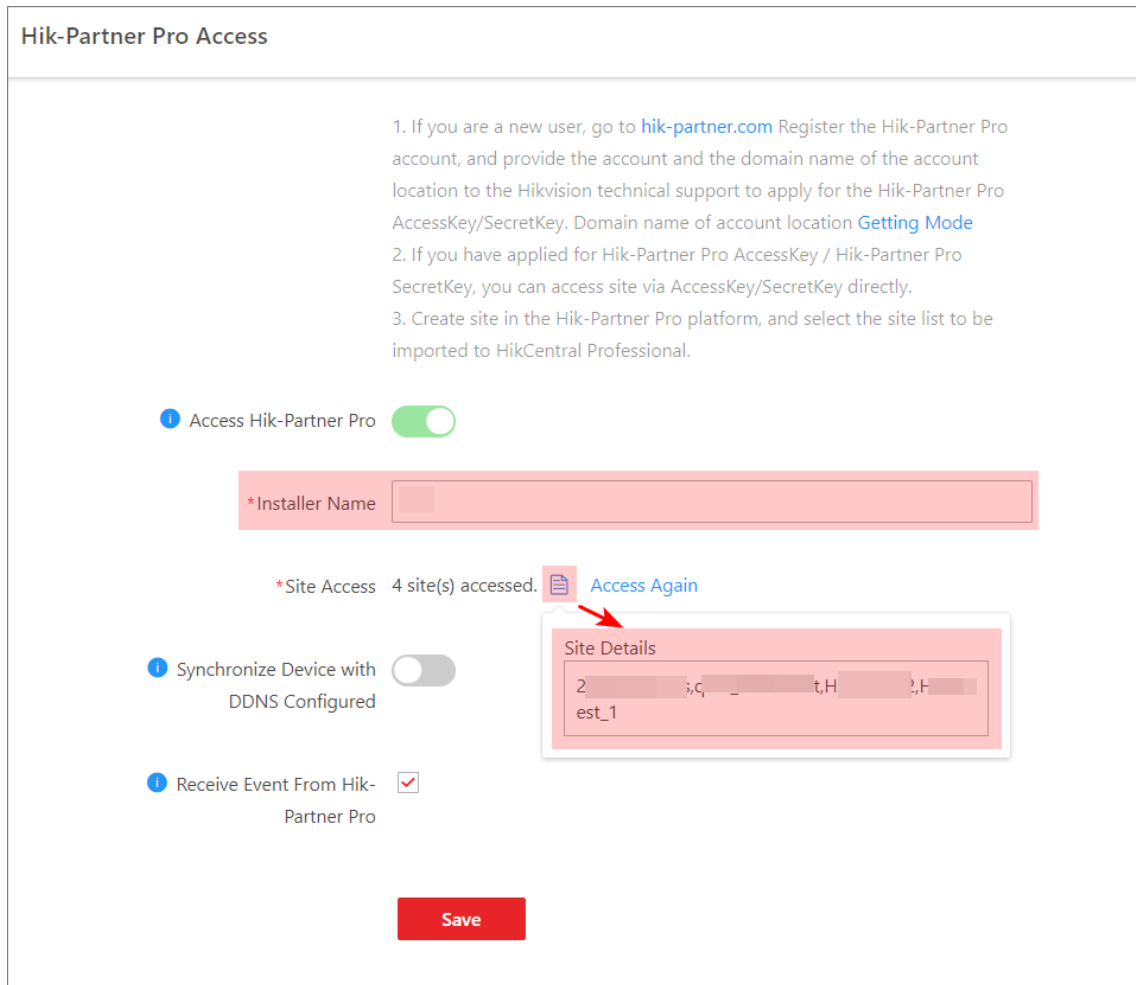 Hik-Partner Pro Access
1. If you are a new user, go to hik-partner.com Register the Hik-Partner Pro
account, and provide the account and the domain name of the account
location to the Hikvision technical support to apply for the Hik-Partner Pro
AccessKey/SecretKey. Domain name of account location Getting Mode
2. If you have applied for Hik-Partner Pro AccessKey / Hik-Partner Pro
SecretKey, you can access site via AccessKey/SecretKey directly.
3. Create site in the Hik-Partner Pro platform, and select the site list to be
imported to HikCentral Professional.
Access Hik-Partner Pro
*Installer Name
*Site Access 4 site(s) accessed. Access Again
Site Details
est_1
Synchronize Device with
DDNS Configured
Receive Event From Hik-
Partner Pro
Save